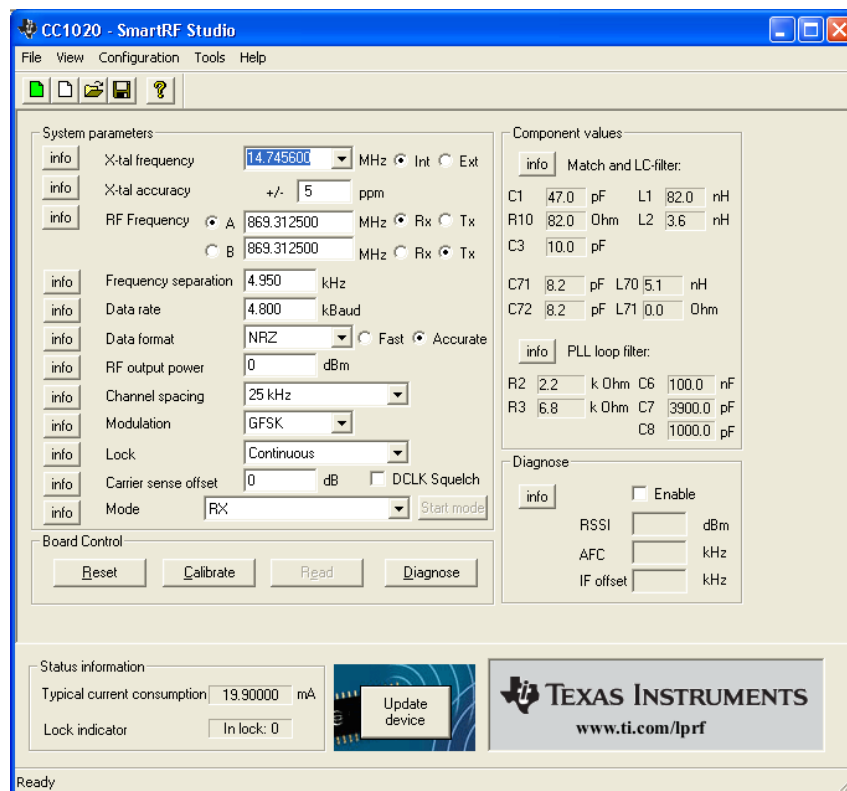 CC1020 - SmartRF Studio
File View Configuration Tools Help
System parameters
info X-tal frequency 14.745600 MHz Int Ext
info X-tal accuracy +/- 5 ppm
info RF Frequency A 869.312500 MHz Rx Tx
B 869.312500 MHz Rx Tx
info Frequency separation 4.950 kHz
info Data rate 4.800 kBaud
info Data format NRZ Fast Accurate
info RF output power 0 dBm
info Channel spacing 25 kHz
info Modulation GFSK
info Lock Continuous
info Carrier sense offset 0 dB DCLK Squelch
info Mode RX Start mode
Board Control
Reset Calibrate Read Diagnose
Component values
info Match and LC-filter:
C1 47.0 pF L1 82.0 nH
R10 82.0 Ohm L2 3.6 nH
C3 10.0 pF
C71 8.2 pF L70 5.1 nH
C72 8.2 pF L71 0.0 Ohm
info PLL loop filter:
R2 2.2 k Ohm C6 100.0 nF
R3 6.8 k Ohm C7 3900.0 pF
C8 1000.0 pF
Diagnose
info Enable
RSSI dBm
AFC kHz
IF offset kHz
Status information
Typical current consumption 19.90000 mA
Lock indicator In lock: 0
Update
device
TEXAS INSTRUMENTS
www.ti.com/lprf
Ready